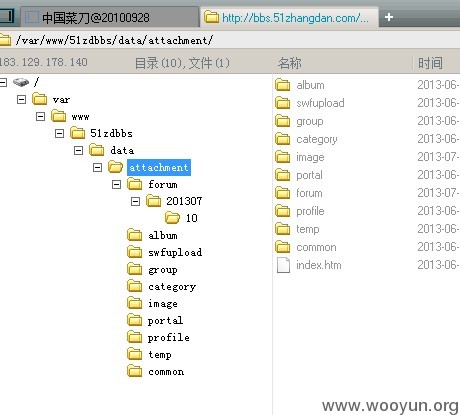 中国菜刀@20100928
http://bbs.51zhangdan.com/...
/var/www/51zdbbs/data/attachment/
183.129.178.140
目录(10),文件(1)
名称
时间
/
var
www
51zdbbs
data
attachment
forum
201307
10
album
swfupload
group
category
image
portal
profile
temp
common
album 2013-06-
swfupload 2013-06-
group 2013-06-
category 2013-06-
image 2013-07-
portal 2013-06-
forum 2013-07-
profile 2013-06-
temp 2013-06-
common 2013-06-
index.htm 2013-06-
www.wooyun.org